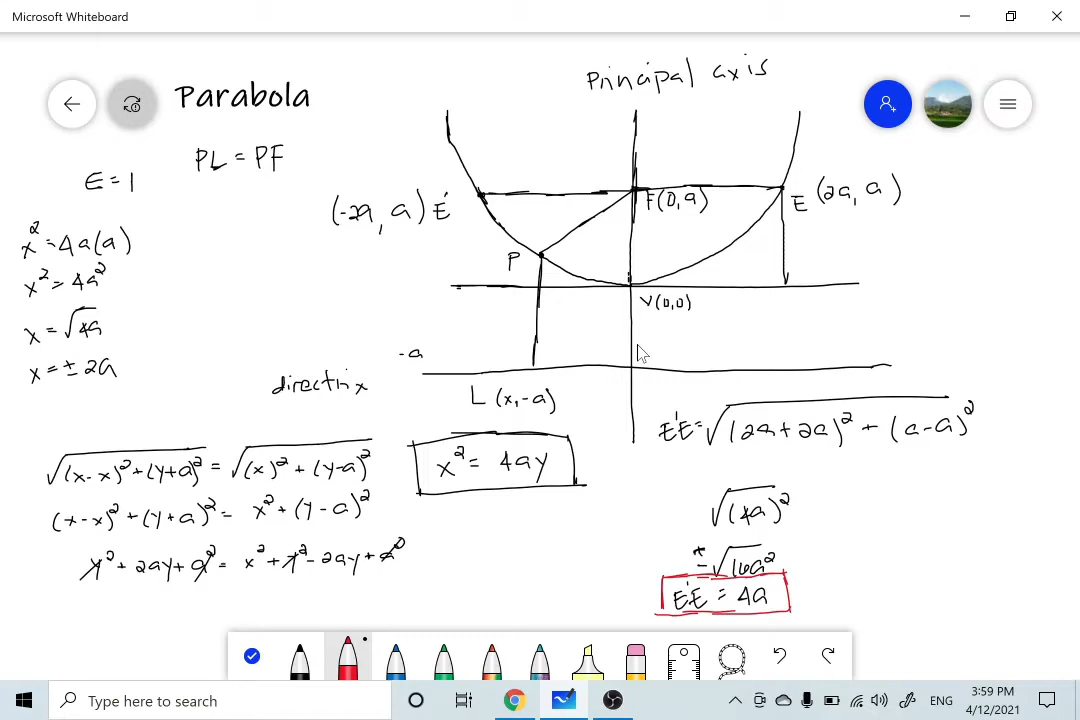 Microsoft Whiteboard
Parabola
Principal axis
PL = PF
E = 1
x² = 4a(a)
x² = 4a²
x = √4a
x = ± 2a
(-2a, a) E'
F(0,a)
E (2a, a)
P
V(0,0)
-a
directrix
L (x, -a)
x² = 4ay
√(x-x)²+(y+a)² = √(x)² + (y-a)²
(x-x)² + (y+a)² = x² + (y-a)²
y² + 2ay + a² = x² + y² - 2ay + a²
E'E = √(2a+2a)² + (a-a)²
√(4a)²
± √16a²
E'E = 4a
Type here to search
ENG
3:59 PM
4/12/2021